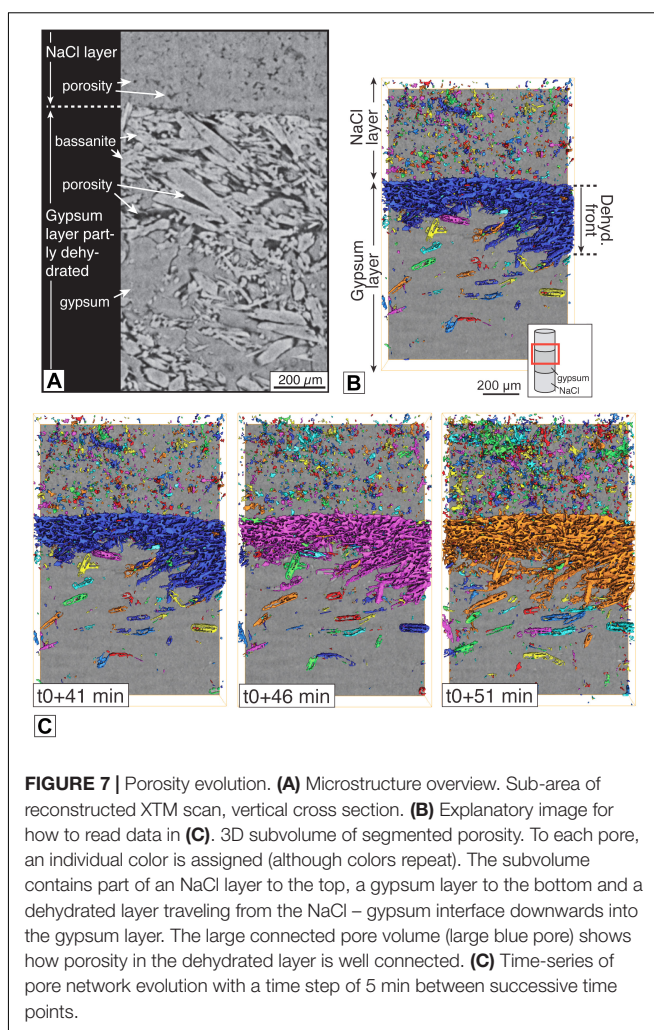 NaCl layer
porosity
bassanite
porosity
Gypsum
layer part-
ly dehy-
drated
gypsum
A
200 µm
NaCl
layer
Gypsum
layer
Dehyd.
front
B
200 µm
gypsum
NaCl
t0+41 min
t0+46 min
t0+51 min
C
FIGURE 7 | Porosity evolution. (A) Microstructure overview. Sub-area of
reconstructed XTM scan, vertical cross section. (B) Explanatory image for
how to read data in (C). 3D subvolume of segmented porosity. To each pore,
an individual color is assigned (although colors repeat). The subvolume
contains part of an NaCl layer to the top, a gypsum layer to the bottom and a
dehydrated layer traveling from the NaCl – gypsum interface downwards into
the gypsum layer. The large connected pore volume (large blue pore) shows
how porosity in the dehydrated layer is well connected. (C) Time-series of
pore network evolution with a time step of 5 min between successive time
points.